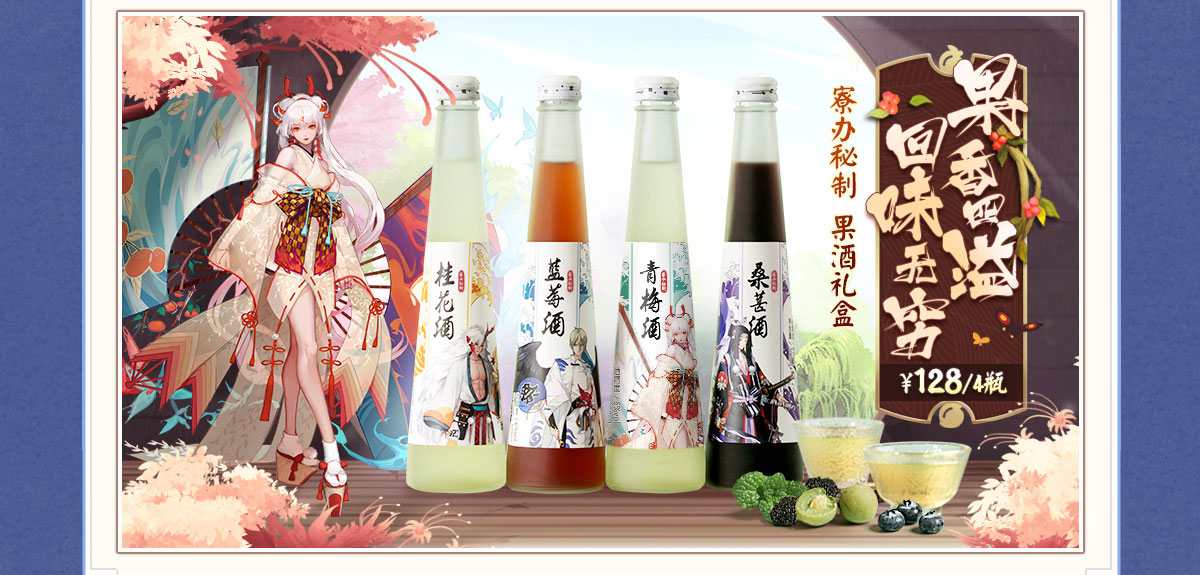 果香四溢
回味无穷
¥128/4瓶
寮办秘制 果酒礼盒
桂花酒
蓝莓酒
青梅酒
桑葚酒